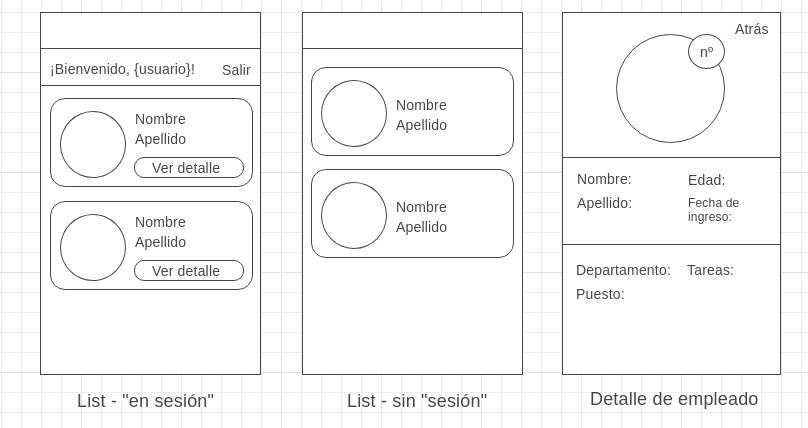 ¡Bienvenido, {usuario}!
Salir
Nombre
Apellido
Ver detalle
Nombre
Apellido
Ver detalle
List - "en sesión"
Nombre
Apellido
Nombre
Apellido
List - sin "sesión"
Atrás
nº
Nombre:
Edad:
Apellido:
Fecha de
ingreso:
Departamento:
Tareas:
Puesto:
Detalle de empleado